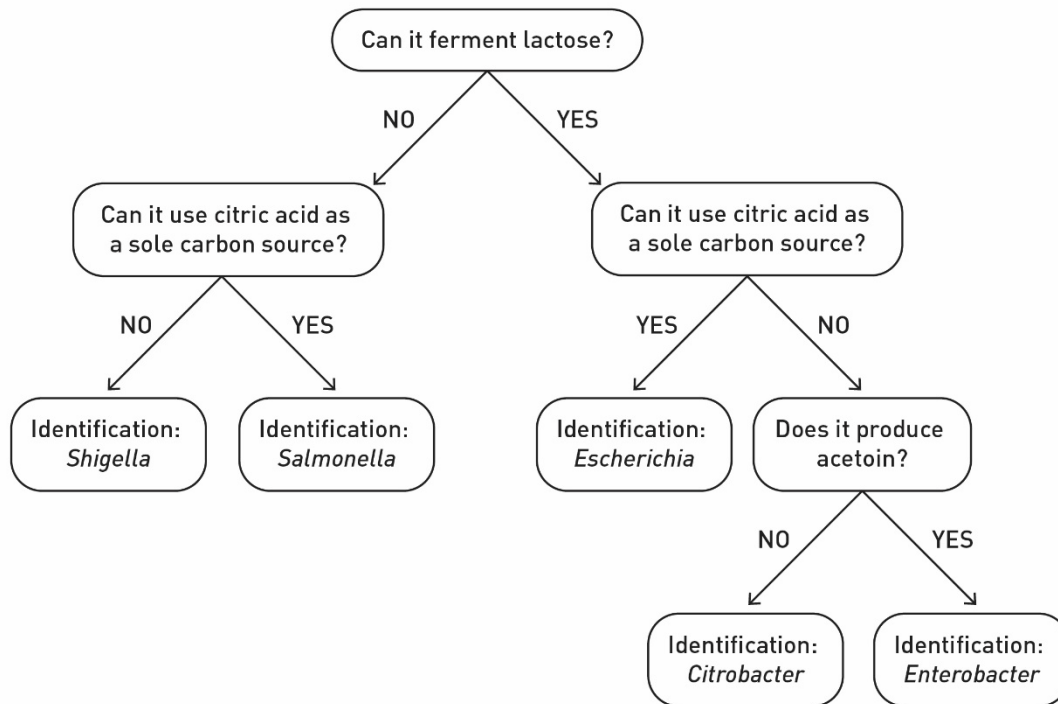 Can it ferment lactose?
NO
YES
Can it use citric acid as
a sole carbon source?
Can it use citric acid as
a sole carbon source?
NO
YES
YES
NO
Identification:
Shigella
Identification:
Salmonella
Identification:
Escherichia
Does it produce
acetoin?
NO
YES
Identification:
Citrobacter
Identification:
Enterobacter